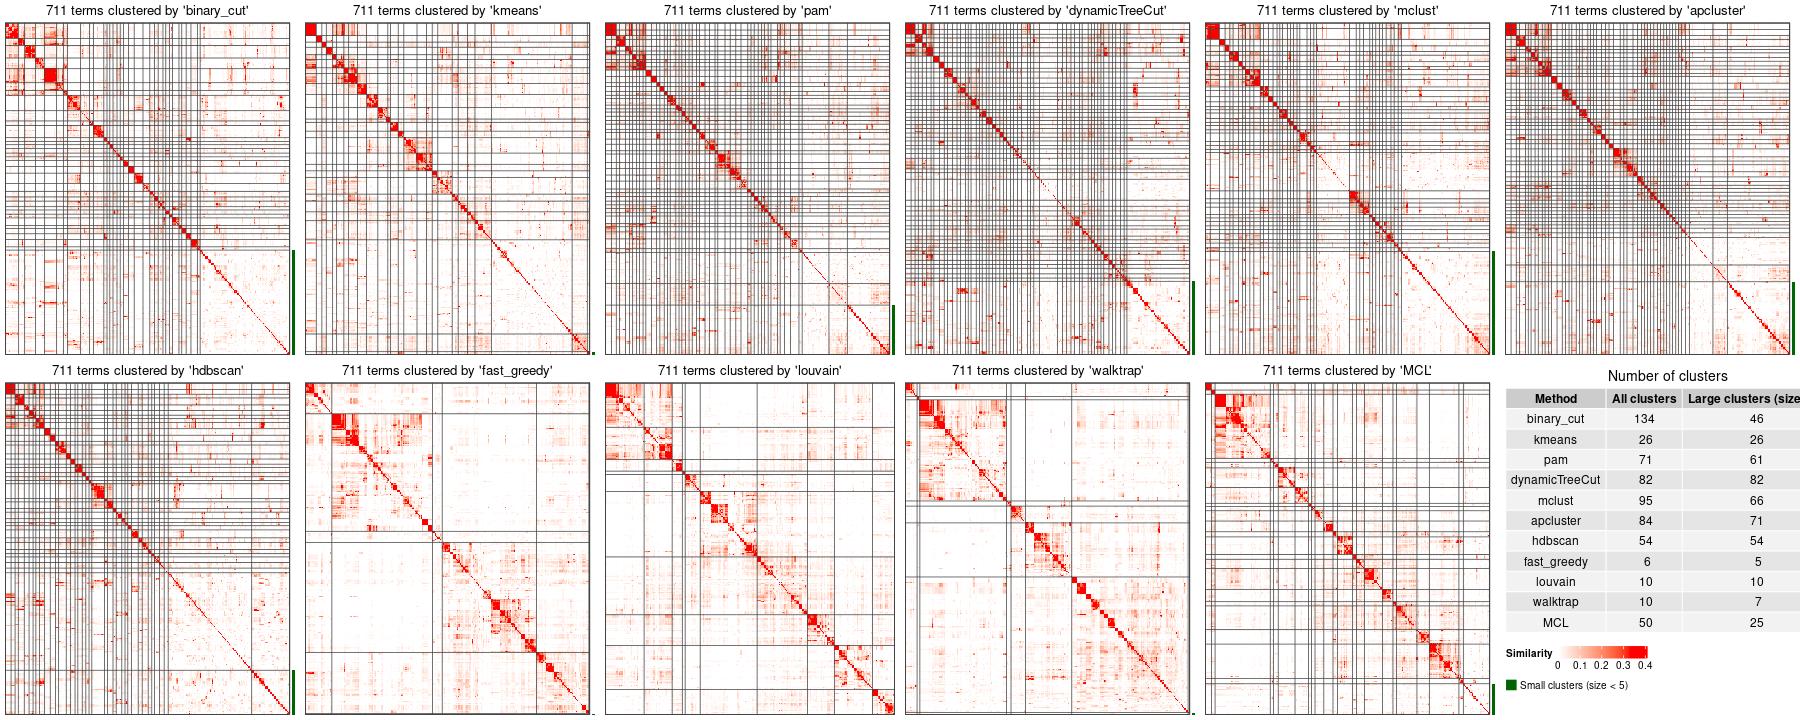 711 terms clustered by 'binary_cut'
711 terms clustered by 'kmeans'
711 terms clustered by 'pam'
711 terms clustered by 'dynamicTreeCut'
711 terms clustered by 'mclust'
711 terms clustered by 'apcluster'
711 terms clustered by 'hdbscan'
711 terms clustered by 'fast_greedy'
711 terms clustered by 'louvain'
711 terms clustered by 'walktrap'
711 terms clustered by 'MCL'
Number of clusters
Method All clusters Large clusters (size
binary_cut 134 46
kmeans 26 26
pam 71 61
dynamicTreeCut 82 82
mclust 95 66
apcluster 84 71
hdbscan 54 54
fast_greedy 6 5
louvain 10 10
walktrap 10 7
MCL 50 25
Similarity
0 0.1 0.2 0.3 0.4
Small clusters (size < 5)